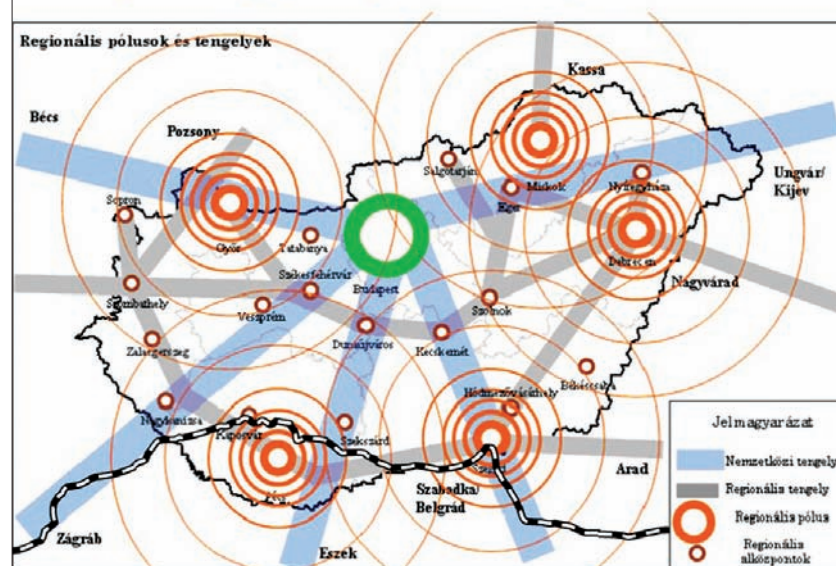 Regionális pólusok és tengelyek
Kassa
Bécs
Pozsony
Salgótarján
Miskolc
Nyíregyháza
Ungvár/
Kijev
Eger
Sopron
Győr
Tatabánya
Debrecen
Székesfehérvár
Budapest
Nagyvárad
Szombathely
Veszprém
Szolnok
Dunaújváros
Kecskemét
Zalaegerszeg
Békéscsaba
Hódmezővásárhely
Nagykanizsa
Kaposvár
Szekszárd
Jelmagyarázat
Nemzetközi tengely
Szabadka/
Belgrád
Arad
Regionális tengely
Regionális pólus
Zágráb
Eszék
Regionális
alközpontok